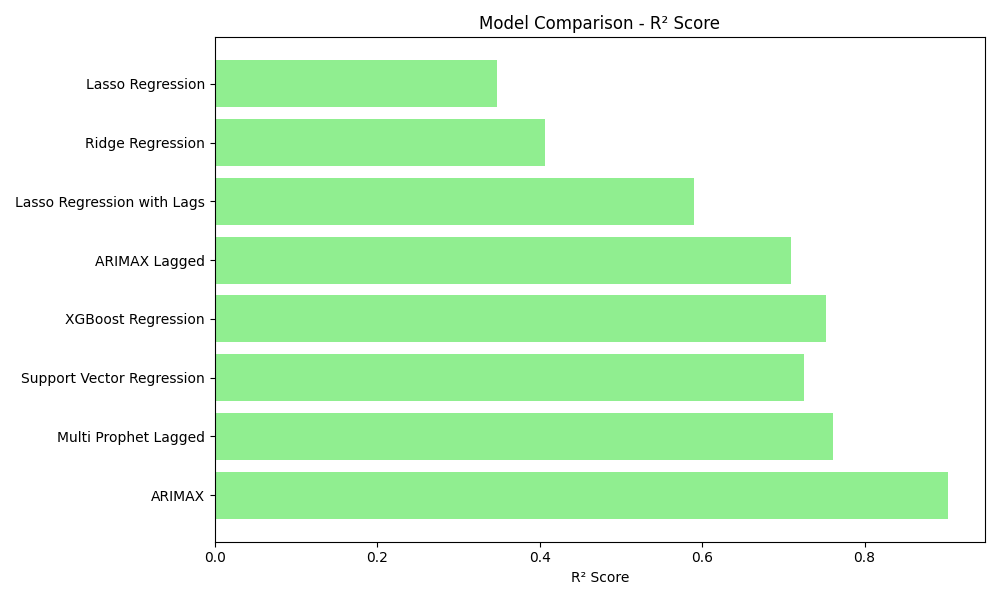 Model Comparison - R² Score
Lasso Regression
Ridge Regression
Lasso Regression with Lags
ARIMAX Lagged
XGBoost Regression
Support Vector Regression
Multi Prophet Lagged
ARIMAX
0.0 0.2 0.4 0.6 0.8
R² Score